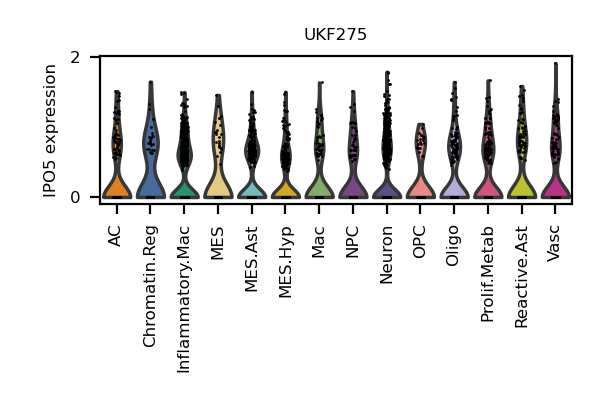 UKF275
IPO5 expression
2
0
AC
Chromatin.Reg
Inflammatory.Mac
MES
MES.Ast
MES.Hyp
Mac
NPC
Neuron
OPC
Oligo
Prolif.Metab
Reactive.Ast
Vasc